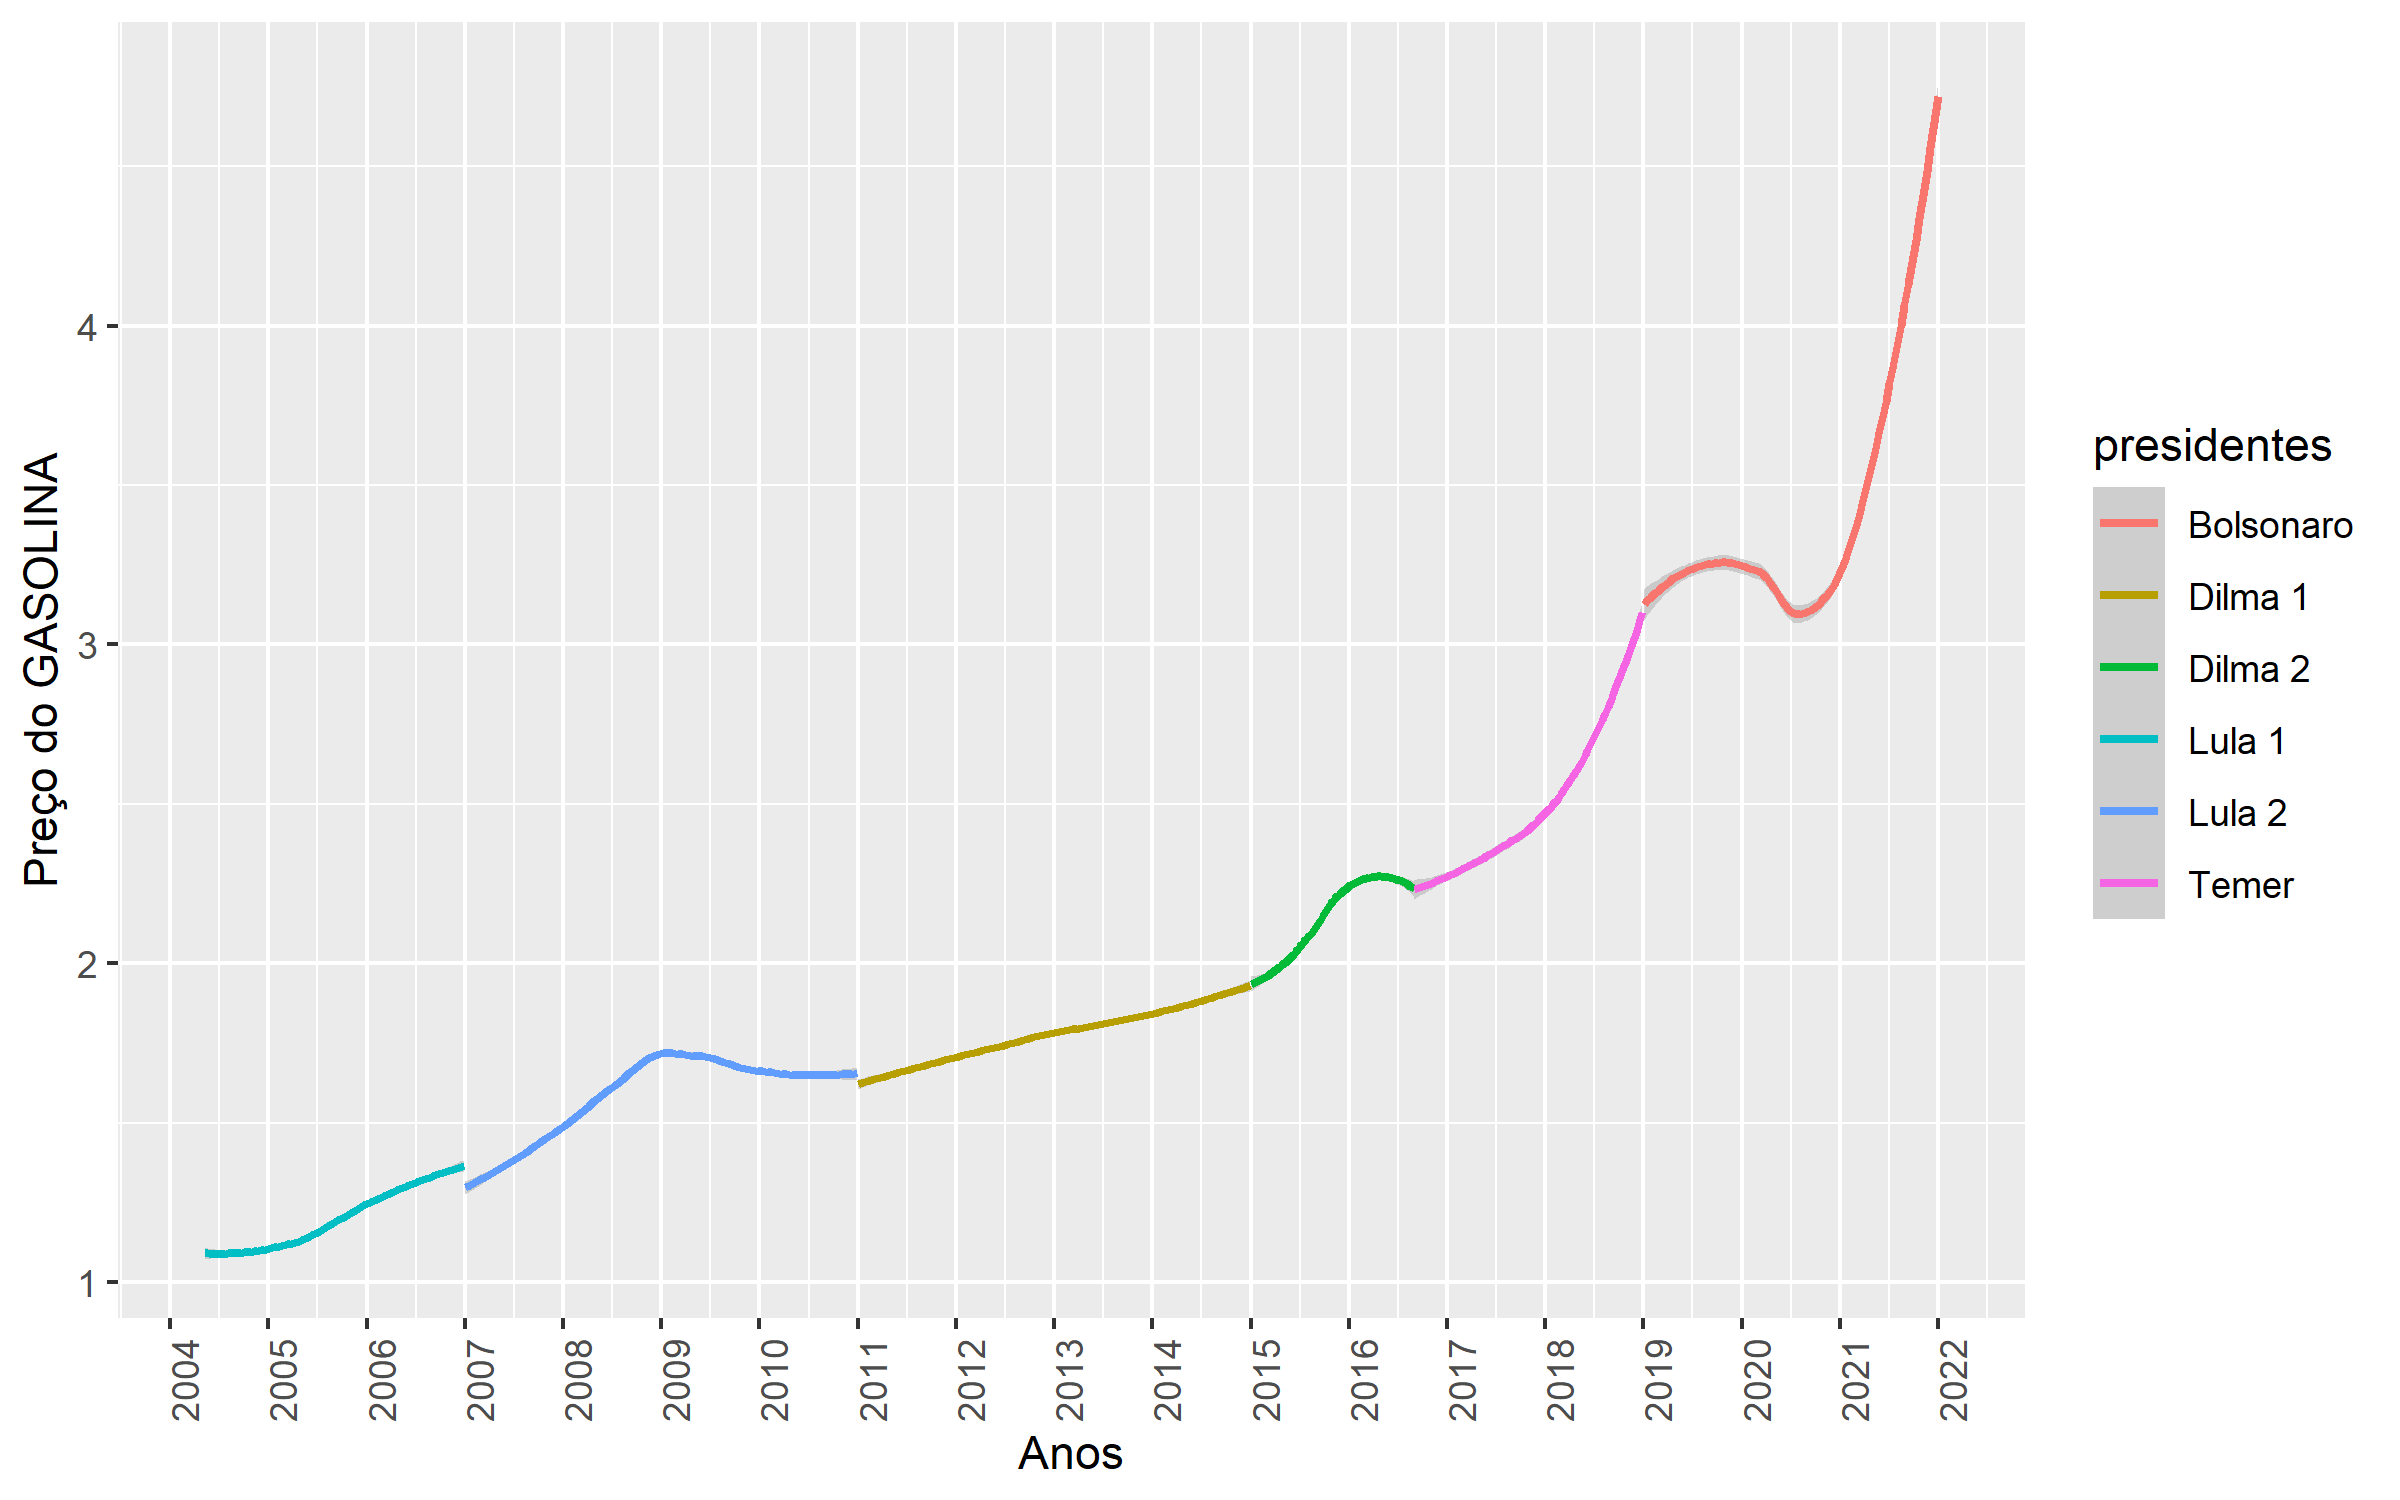 Preço do GASOLINA
4
3
2
1
2004
2005
2006
2007
2008
2009
2010
2011
2012
2013
2014
2015
2016
2017
2018
2019
2020
2021
2022
Anos
presidentes
Bolsonaro
Dilma 1
Dilma 2
Lula 1
Lula 2
Temer